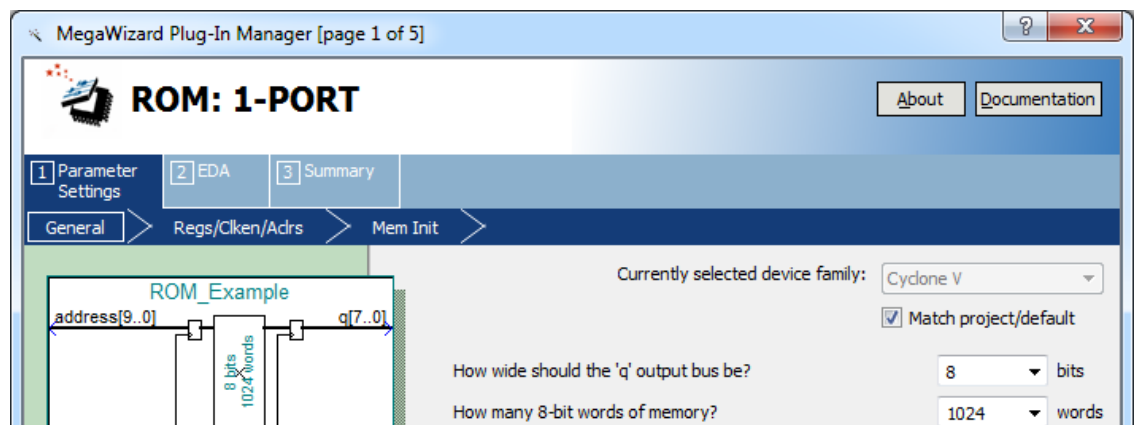 MegaWizard Plug-In Manager [page 1 of 5]
?
ROM: 1-PORT
About
Documentation
1 Parameter Settings
2 EDA
3 Summary
General
Regs/Clken/Aclrs
Mem Init
Currently selected device family:
Cyclone V
Match project/default
ROM_Example
address[9..0]
q[7..0]
8 bits
1024 words
How wide should the 'q' output bus be?
8
bits
How many 8-bit words of memory?
1024
words